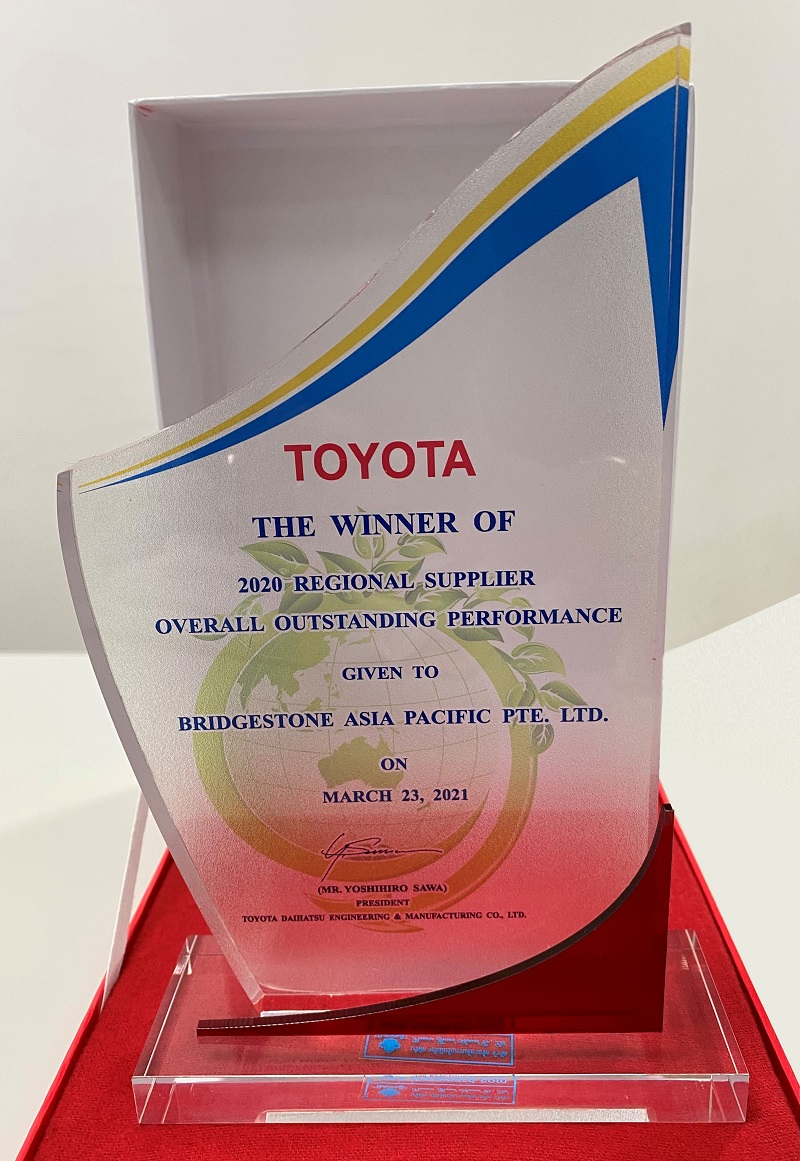 TOYOTA
THE WINNER OF
2020 REGIONAL SUPPLIER
OVERALL OUTSTANDING PERFORMANCE
GIVEN TO
BRIDGESTONE ASIA PACIFIC PTE. LTD.
ON
MARCH 23, 2021
(MR. YOSHIHIRO SAWA)
PRESIDENT
TOYOTA DAIHATSU ENGINEERING & MANUFACTURING CO., LTD.